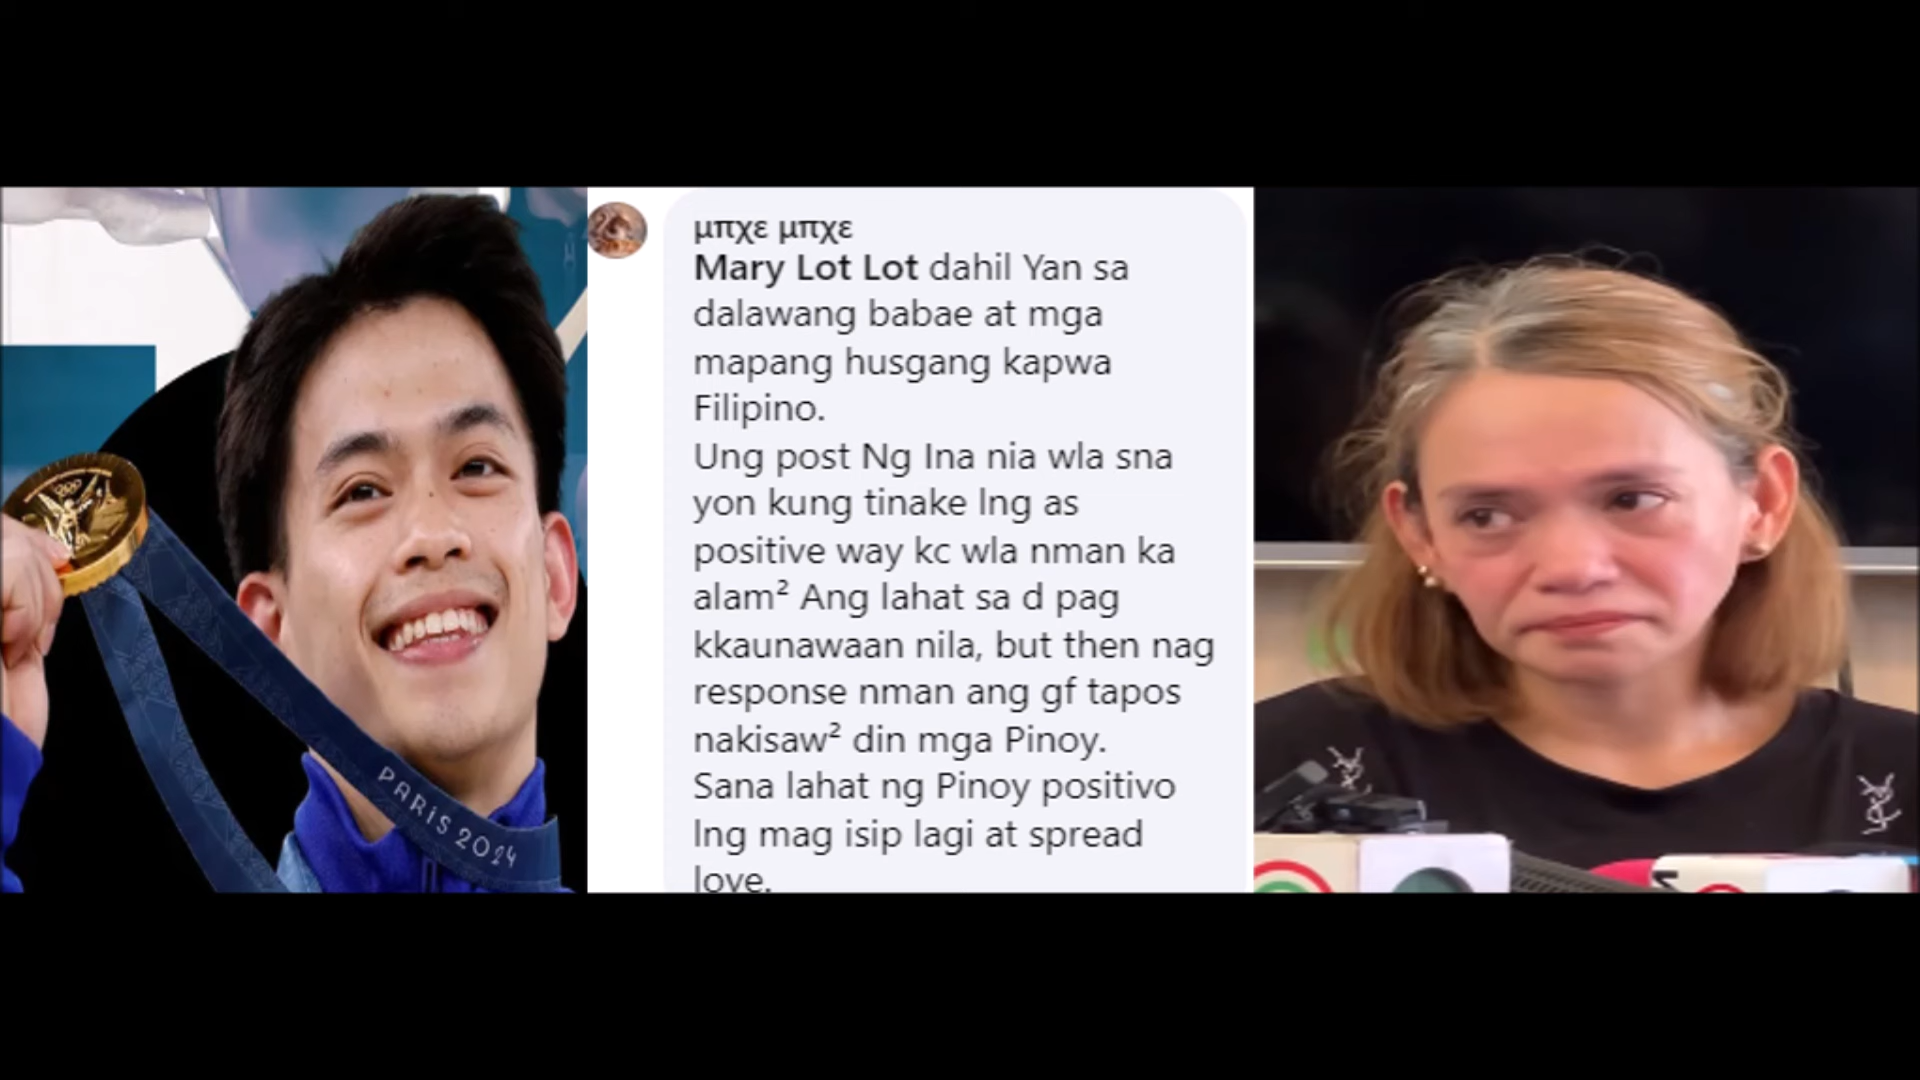 μπχε μπχε
Mary Lot Lot dahil Yan sa
dalawang babae at mga
mapang husgang kapwa
Filipino.
Ung post Ng Ina nia wla sna
yon kung tinake lng as
positive way kc wla nman ka
alam² Ang lahat sa d pag
kkaunawaan nila, but then nag
response nman ang gf tapos
nakisaw² din mga Pinoy.
Sana lahat ng Pinoy positivo
lng mag isip lagi at spread
love.
PARIS 2024